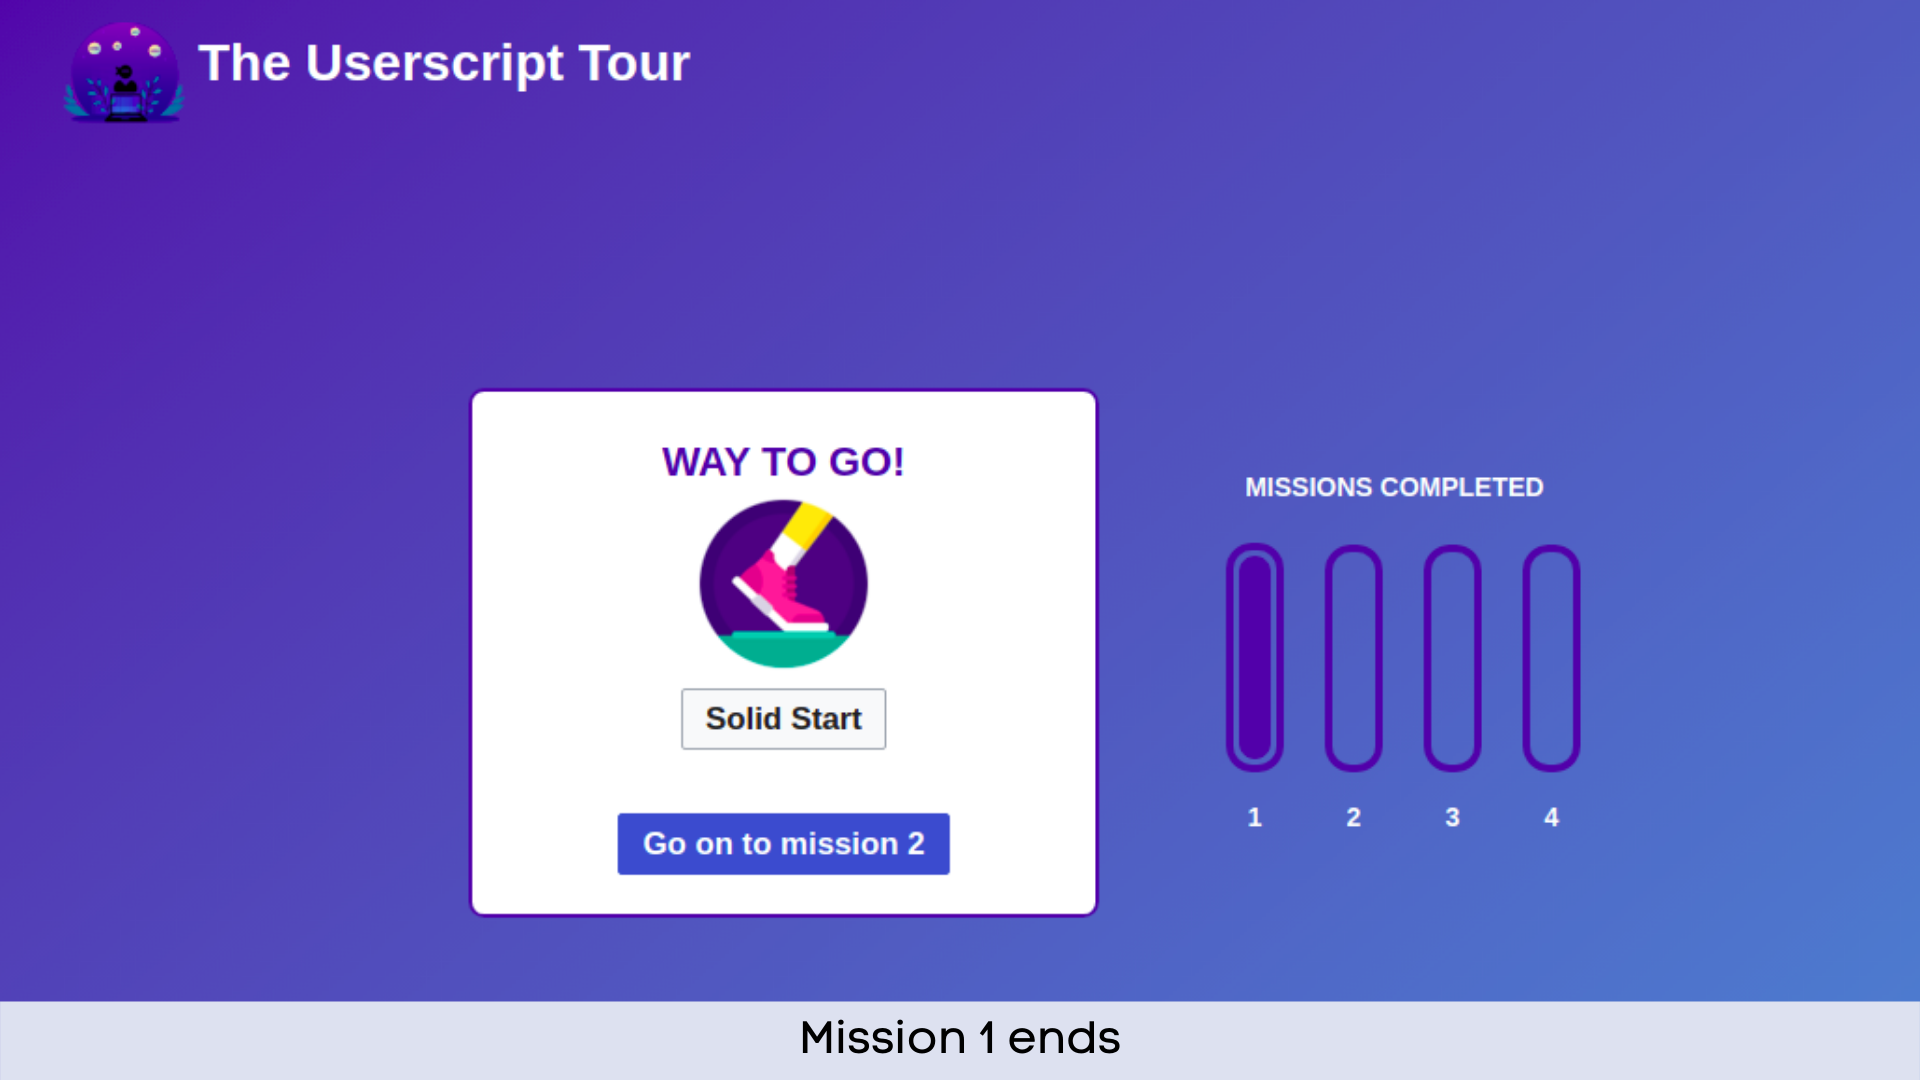 The Userscript Tour
WAY TO GO!
Solid Start
Go on to mission 2
MISSIONS COMPLETED
1 2 3 4
Mission 1 ends